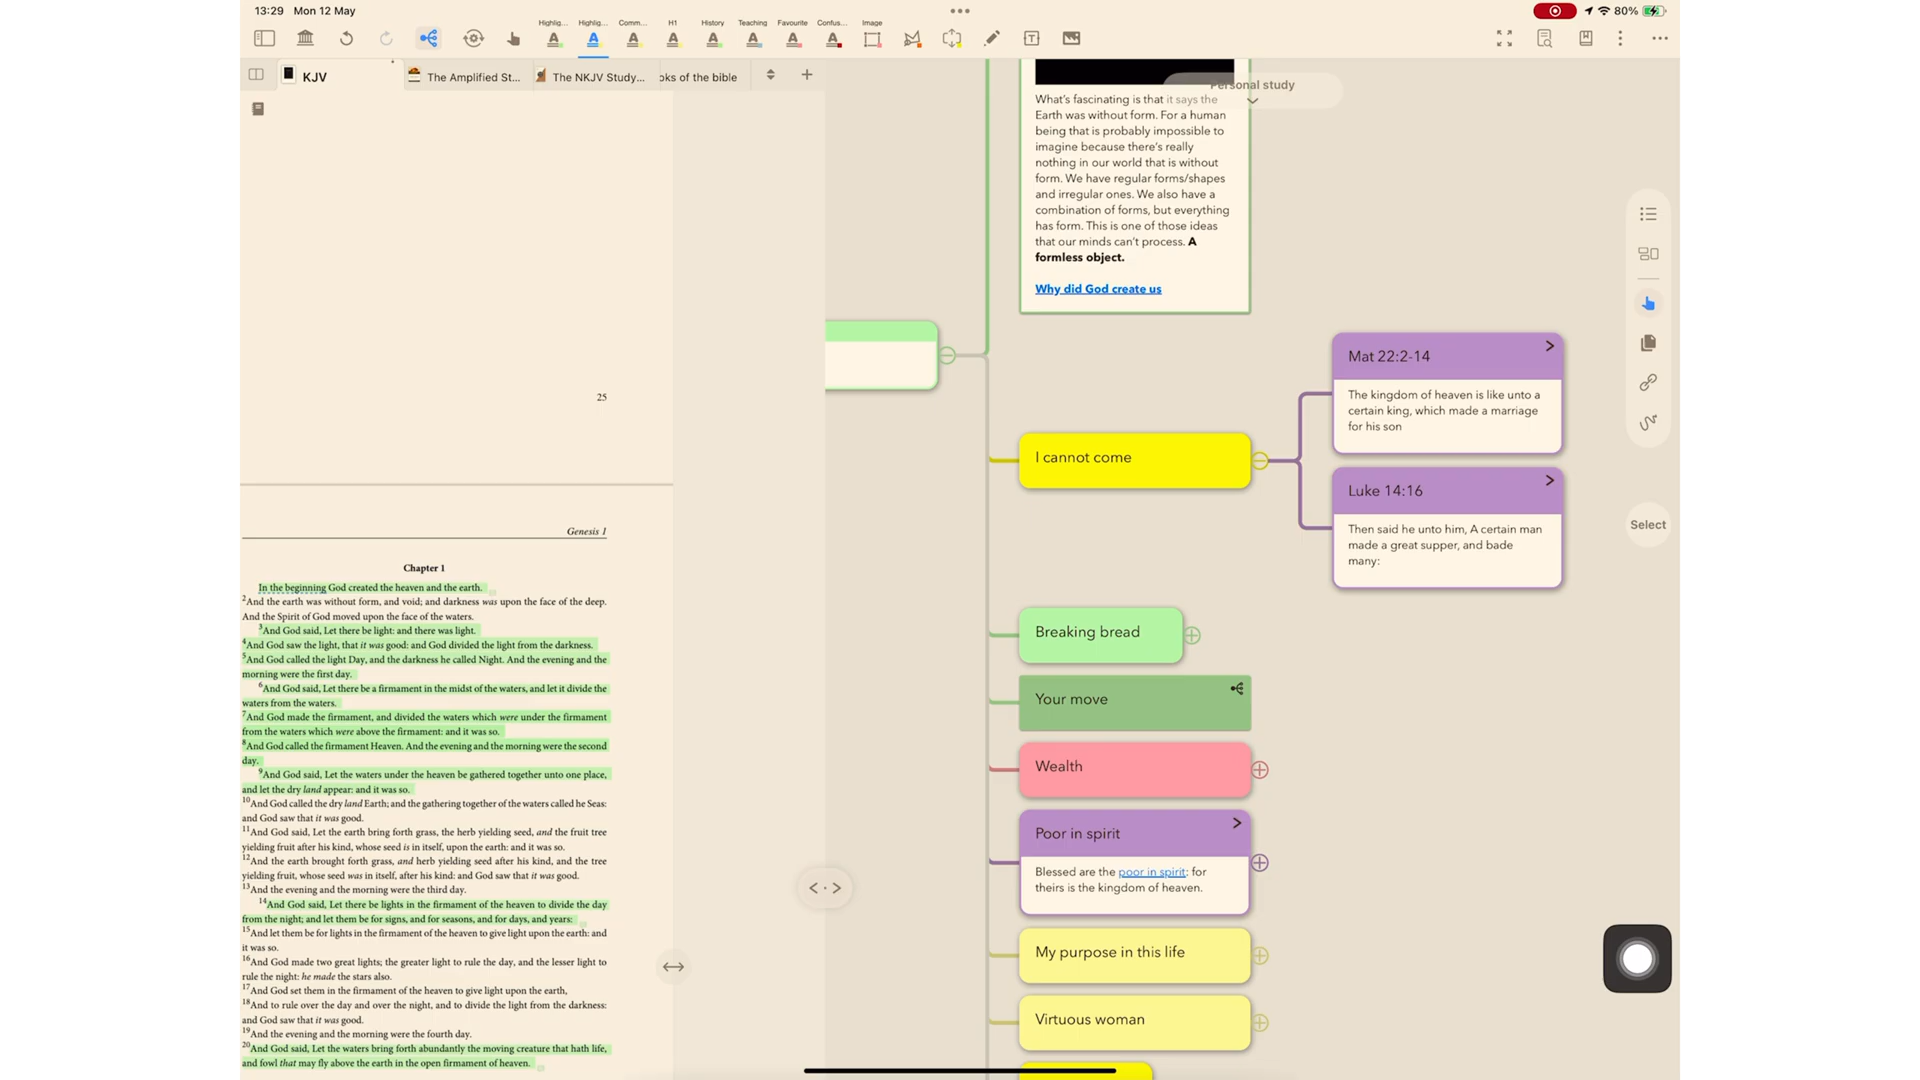 13:29 Mon 12 May
80%
Highlig...
Highlig...
Comm...
H1
History
Teaching
Favourite
Confus...
Image
KJV
The Amplified St...
The NKJV Study...
oks of the bible
Personal study
25
Genesis 1
Chapter 1
In the beginning God created the heaven and the earth.
2And the earth was without form, and void; and darkness was upon the face of the deep.
And the Spirit of God moved upon the face of the waters.
3And God said, Let there be light: and there was light.
4And God saw the light, that it was good: and God divided the light from the darkness.
5And God called the light Day, and the darkness he called Night. And the evening and the
morning were the first day.
6And God said, Let there be a firmament in the midst of the waters, and let it divide the
waters from the waters.
7And God made the firmament, and divided the waters which were under the firmament
from the waters which were above the firmament: and it was so.
8And God called the firmament Heaven. And the evening and the morning were the second
day.
9And God said, Let the waters under the heaven be gathered together unto one place,
and let the dry land appear: and it was so.
10And God called the dry land Earth; and the gathering together of the waters called he Seas:
and God saw that it was good.
11And God said, Let the earth bring forth grass, the herb yielding seed, and the fruit tree
yielding fruit after his kind, whose seed is in itself, upon the earth: and it was so.
12And the earth brought forth grass, and herb yielding seed after his kind, and the tree
yielding fruit, whose seed was in itself, after his kind: and God saw that it was good.
13And the evening and the morning were the third day.
14And God said, Let there be lights in the firmament of the heaven to divide the day
from the night; and let them be for signs, and for seasons, and for days, and years:
15And let them be for lights in the firmament of the heaven to give light upon the earth: and
it was so.
16And God made two great lights; the greater light to rule the day, and the lesser light to
rule the night: he made the stars also.
17And God set them in the firmament of the heaven to give light upon the earth,
18And to rule over the day and over the night, and to divide the light from the darkness:
and God saw that it was good.
19And the evening and the morning were the fourth day.
20And God said, Let the waters bring forth abundantly the moving creature that hath life,
and fowl that may fly above the earth in the open firmament of heaven.
What's fascinating is that it says the
Earth was without form. For a human
being that is probably impossible to
imagine because there's really
nothing in our world that is without
form. We have regular forms/shapes
and irregular ones. We also have a
combination of forms, but everything
has form. This is one of those ideas
that our minds can't process. A
formless object.
Why did God create us
I cannot come
Mat 22:2-14
The kingdom of heaven is like unto a
certain king, which made a marriage
for his son
Luke 14:16
Then said he unto him, A certain man
made a great supper, and bade
many:
Breaking bread
Your move
Wealth
Poor in spirit
Blessed are the poor in spirit: for
theirs is the kingdom of heaven.
My purpose in this life
Virtuous woman
Select